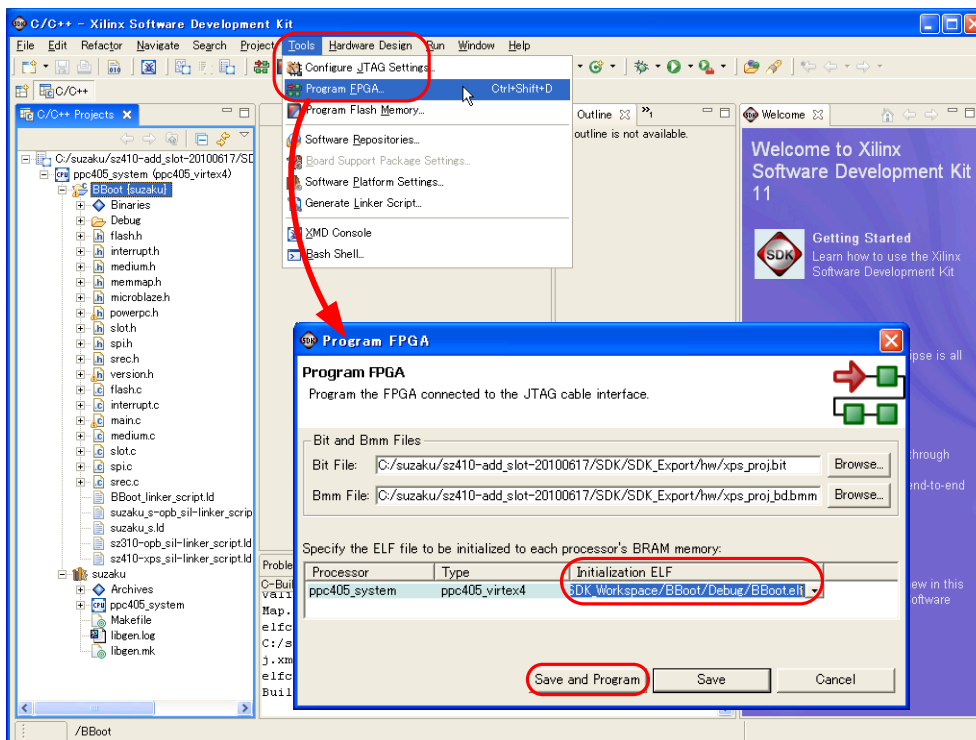 C/C++ - Xilinx Software Development Kit
File Edit Refactor Navigate Search Project Tools Hardware Design Run Window Help
C/C++
C/C++ Projects
C:/suzaku/sz410-add_slot-20100617/SD
ppc405_system (ppc405_virtex4)
BBoot {suzaku}
Binaries
Debug
flash.h
interrupt.h
medium.h
memmap.h
microblaze.h
powerpc.h
slot.h
spi.h
srec.h
version.h
flash.c
interrupt.c
main.c
medium.c
slot.c
spi.c
srec.c
BBoot_linker_script.ld
suzaku_s-opb_sil-linker_scrip
suzaku_s.ld
sz310-opb_sil-linker_script.ld
sz410-xps_sil-linker_script.ld
suzaku
Archives
ppc405_system
Makefile
libgen.log
libgen.mk
/BBoot
Configure JTAG Settings...
Program FPGA... Ctrl+Shift+D
Program Flash Memory...
Software Repositories...
Board Support Package Settings...
Software Platform Settings...
Generate Linker Script...
XMD Console
Bash Shell...
Outline
outline is not available.
Welcome
Welcome to Xilinx
Software Development Kit
11
SDK
Getting Started
Learn how to use the Xilinx
Software Development Kit
ipse is all
through
end-to-end
ew in this
oftware
Proble
C-Buil
Vali
Map.
elfc
C:/s
j.xm
elfc
Buil
Program FPGA
Program FPGA
Program the FPGA connected to the JTAG cable interface.
Bit and Bmm Files
Bit File: C:/suzaku/sz410-add_slot-20100617/SDK/SDK_Export/hw/xps_proj.bit Browse...
Bmm File: C:/suzaku/sz410-add_slot-20100617/SDK/SDK_Export/hw/xps_proj_bd.bmm Browse...
Specify the ELF file to be initialized to each processor's BRAM memory:
Processor Type Initialization ELF
ppc405_system ppc405_virtex4 SDK_Workspace/BBoot/Debug/BBoot.elf
Save and Program Save Cancel